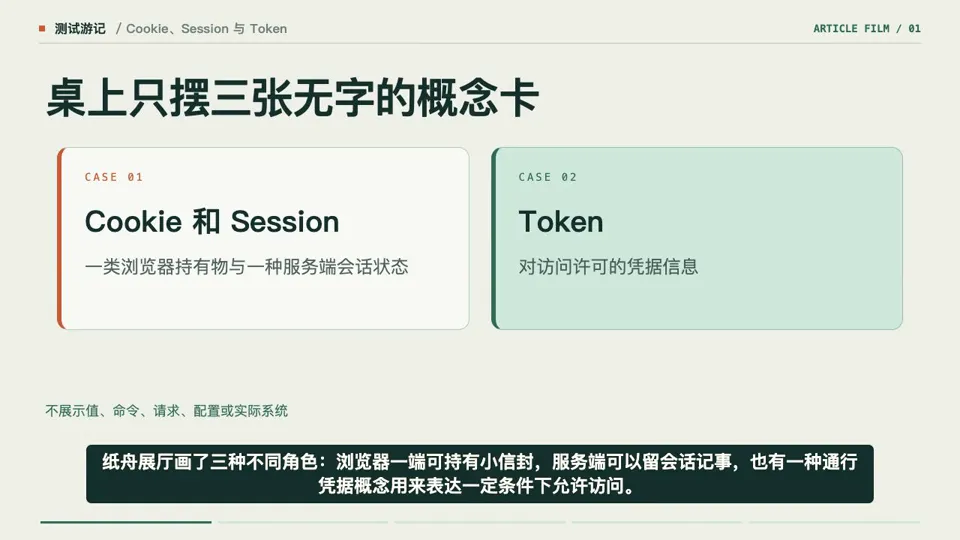 测试游记 / Cookie、Session 与 Token
ARTICLE FILM / 01
桌上只摆三张无字的概念卡
CASE 01
Cookie 和 Session
一类浏览器持有物与一种服务端会话状态
CASE 02
Token
对访问许可的凭据信息
不展示值、命令、请求、配置或实际系统
纸舟展厅画了三种不同角色：浏览器一端可持有小信封，服务端可以留会话记事，也有一种通行
凭据概念用来表达一定条件下允许访问。